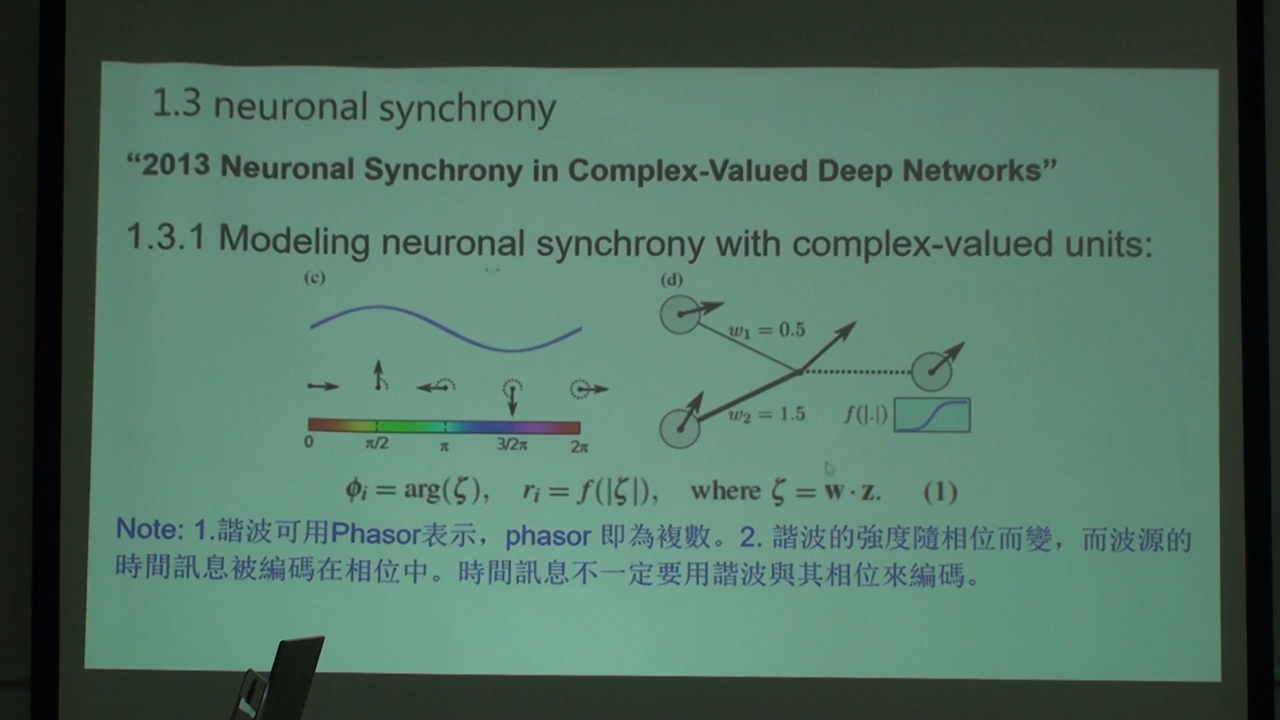 1.3 neuronal synchrony
“2013 Neuronal Synchrony in Complex-Valued Deep Networks”
1.3.1 Modeling neuronal synchrony with complex-valued units:
(c)
(d)
w₁ = 0.5
w₂ = 1.5
f(|.|)
0 π/2 π 3/2π 2π
ϕᵢ = arg(ζ), rᵢ = f(|ζ|), where ζ = w · z. (1)
Note: 1.諧波可用Phasor表示，phasor 即為複數。2. 諧波的強度隨相位而變，而波源的
時間訊息被編碼在相位中。時間訊息不一定要用諧波與其相位來編碼。